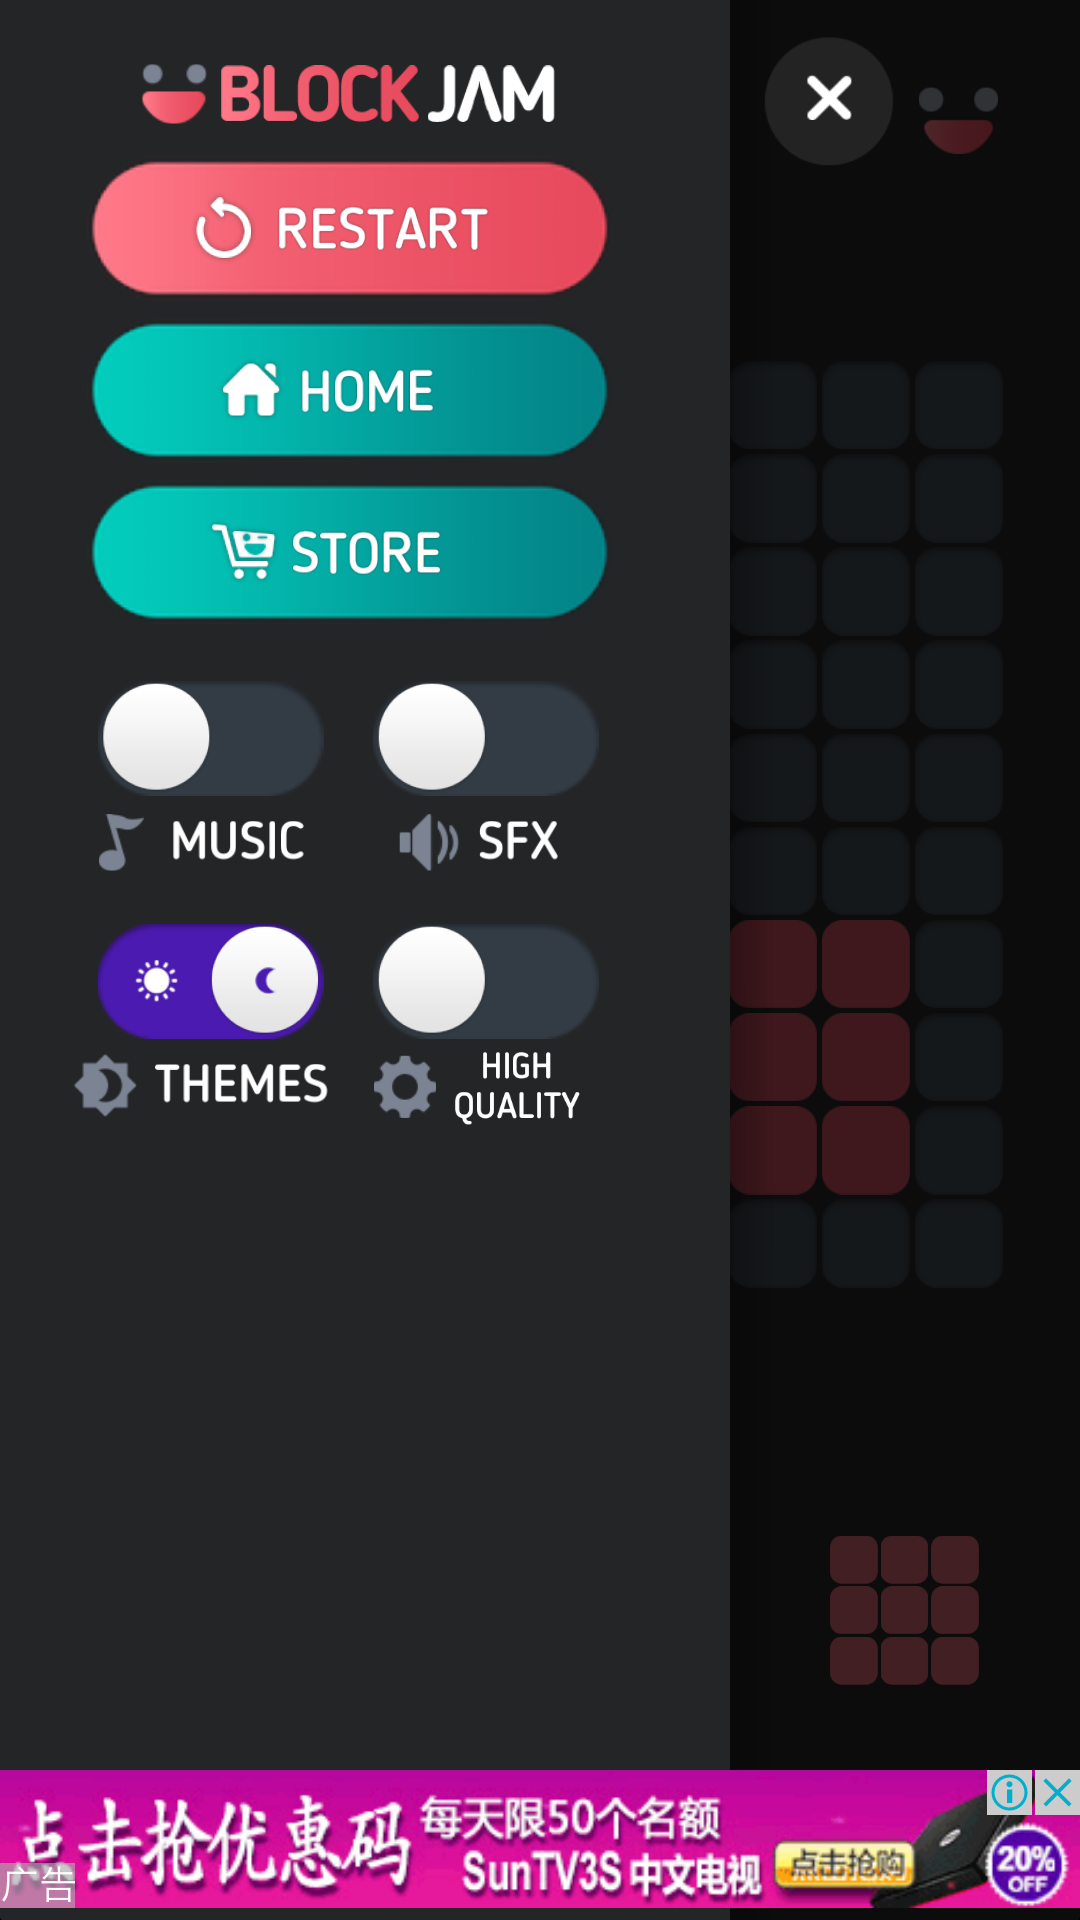 BLOCK JAM
RESTART
HOME
STORE
MUSIC
SFX
THEMES
HIGH
QUALITY
点击抢优惠码
每天限50个名额
SunTV3S 中文电视
点击抢购
20%
OFF
广告